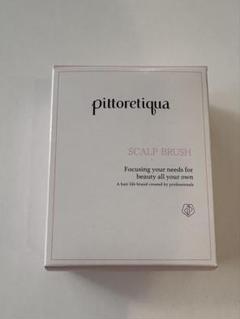 pittoretiqua
SCALP BRUSH
Focusing your needs for
beauty all your own
A hair life brand created by professionals